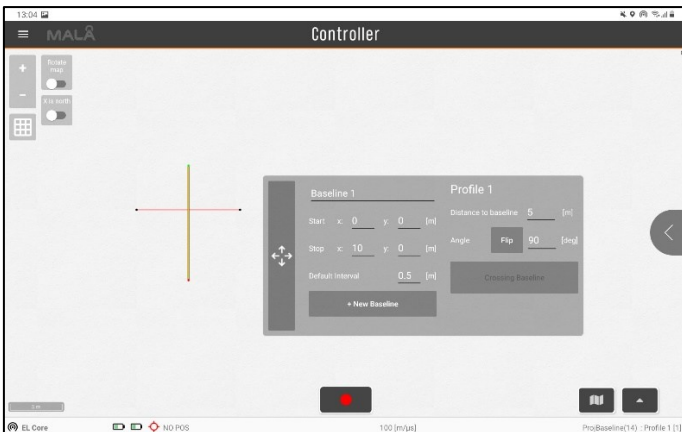 13:04
MALÅ Controller
+ Rotate map
- X is north
Baseline 1
Start x: 0 y: 0 [m]
Stop x: 10 y: 0 [m]
Default Interval 0.5 [m]
+ New Baseline
Profile 1
Distance to baseline 5 [m]
Angle Flip 90 [deg]
Crossing Baseline
EL Core NO POS 100 [m/µs] ProjBaseline(14) : Profile 1 [1]